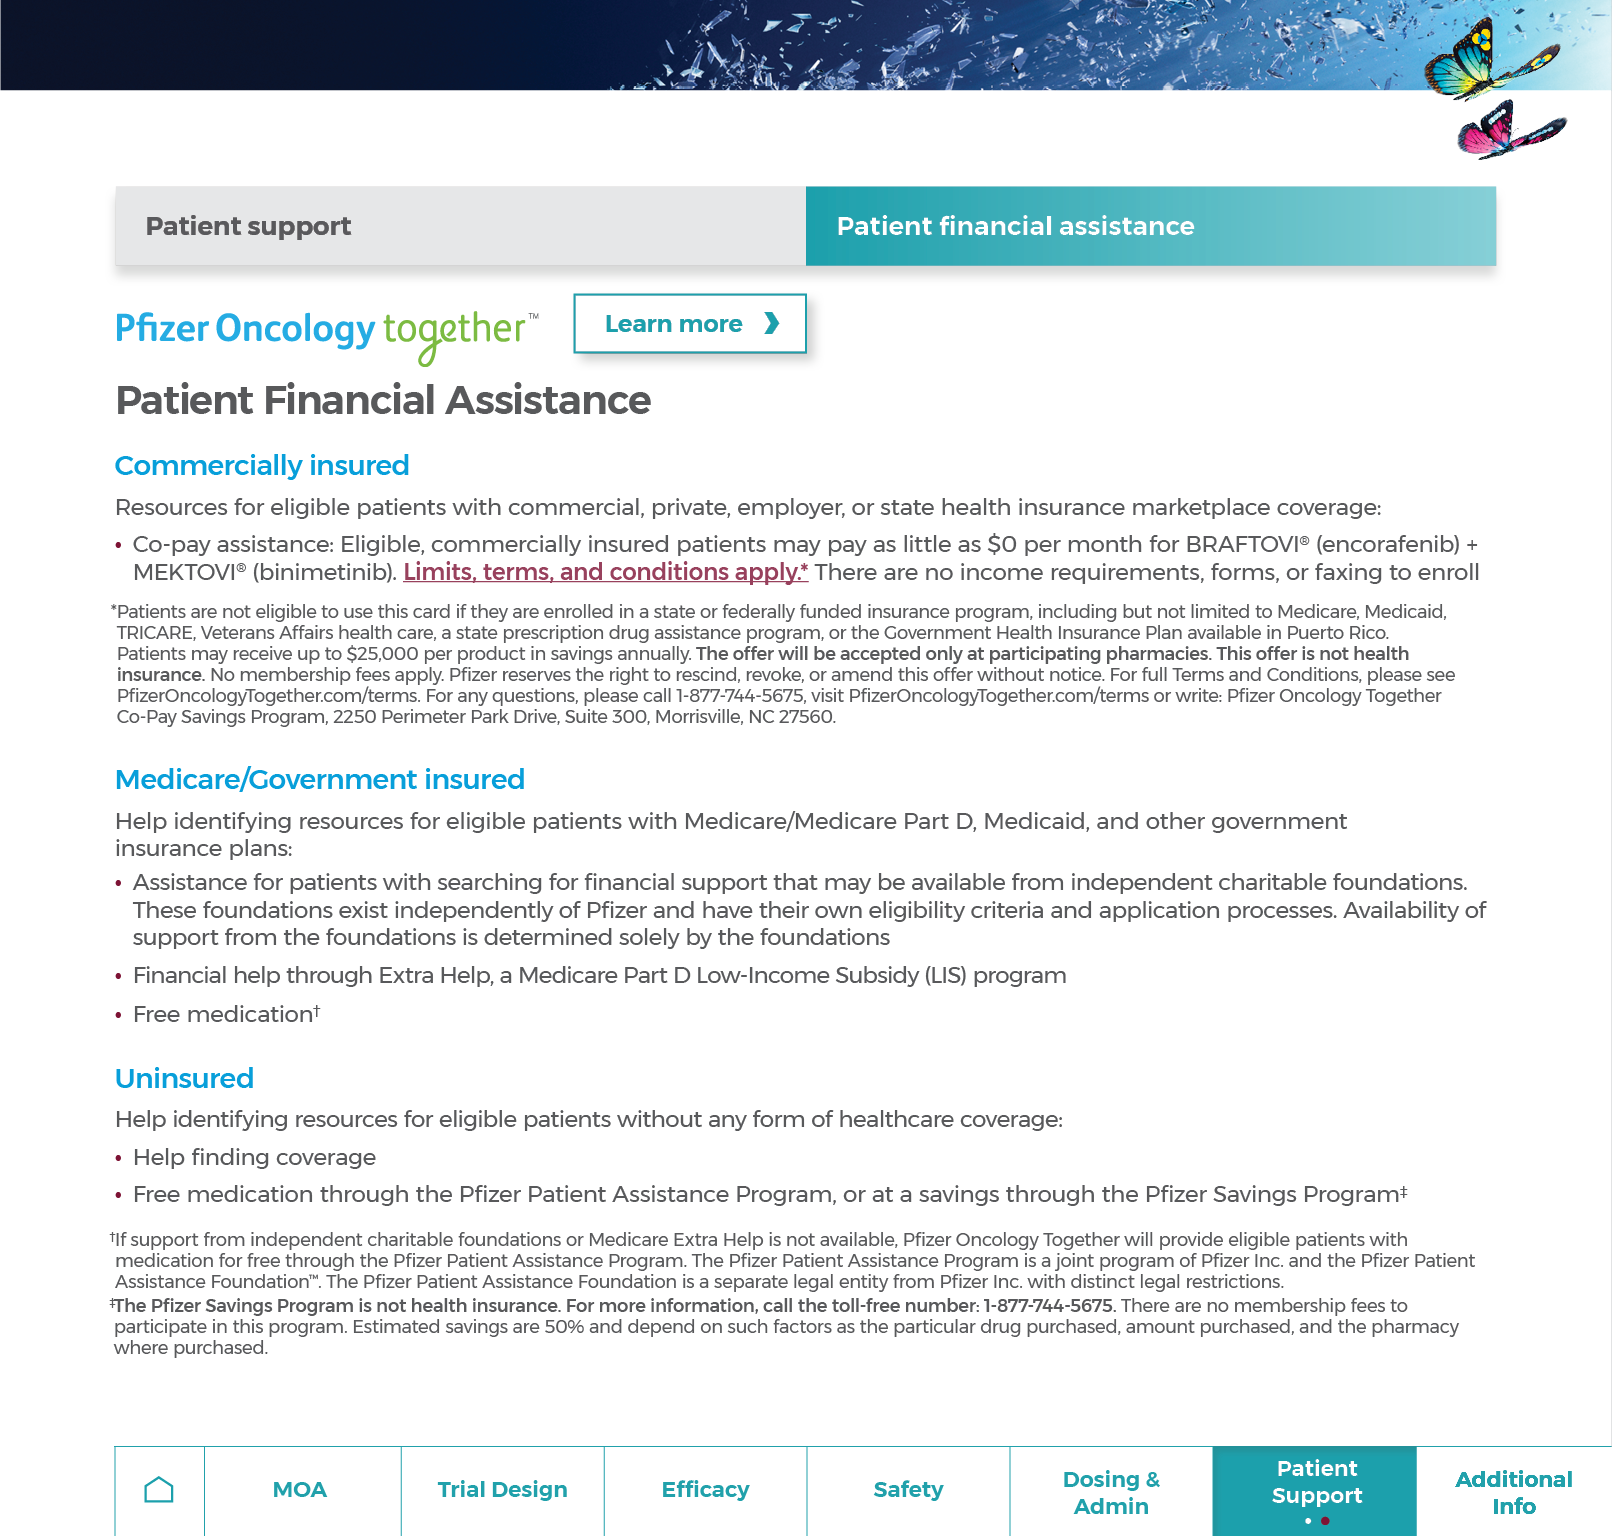 Patient support
Patient financial assistance
Pfizer Oncology together™
Learn more
Patient Financial Assistance
Commercially insured
Resources for eligible patients with commercial, private, employer, or state health insurance marketplace coverage:
• Co-pay assistance: Eligible, commercially insured patients may pay as little as $0 per month for BRAFTOVI® (encorafenib) +
MEKTOVI® (binimetinib). Limits, terms, and conditions apply.* There are no income requirements, forms, or faxing to enroll
*Patients are not eligible to use this card if they are enrolled in a state or federally funded insurance program, including but not limited to Medicare, Medicaid,
TRICARE, Veterans Affairs health care, a state prescription drug assistance program, or the Government Health Insurance Plan available in Puerto Rico.
Patients may receive up to $25,000 per product in savings annually. The offer will be accepted only at participating pharmacies. This offer is not health
insurance. No membership fees apply. Pfizer reserves the right to rescind, revoke, or amend this offer without notice. For full Terms and Conditions, please see
PfizerOncologyTogether.com/terms. For any questions, please call 1-877-744-5675, visit PfizerOncologyTogether.com/terms or write: Pfizer Oncology Together
Co-Pay Savings Program, 2250 Perimeter Park Drive, Suite 300, Morrisville, NC 27560.
Medicare/Government insured
Help identifying resources for eligible patients with Medicare/Medicare Part D, Medicaid, and other government
insurance plans:
• Assistance for patients with searching for financial support that may be available from independent charitable foundations.
These foundations exist independently of Pfizer and have their own eligibility criteria and application processes. Availability of
support from the foundations is determined solely by the foundations
• Financial help through Extra Help, a Medicare Part D Low-Income Subsidy (LIS) program
• Free medication†
Uninsured
Help identifying resources for eligible patients without any form of healthcare coverage:
• Help finding coverage
• Free medication through the Pfizer Patient Assistance Program, or at a savings through the Pfizer Savings Program‡
†If support from independent charitable foundations or Medicare Extra Help is not available, Pfizer Oncology Together will provide eligible patients with
medication for free through the Pfizer Patient Assistance Program. The Pfizer Patient Assistance Program is a joint program of Pfizer Inc. and the Pfizer Patient
Assistance Foundation™. The Pfizer Patient Assistance Foundation is a separate legal entity from Pfizer Inc. with distinct legal restrictions.
‡The Pfizer Savings Program is not health insurance. For more information, call the toll-free number: 1-877-744-5675. There are no membership fees to
participate in this program. Estimated savings are 50% and depend on such factors as the particular drug purchased, amount purchased, and the pharmacy
where purchased.
MOA
Trial Design
Efficacy
Safety
Dosing &
Admin
Patient
Support
Additional
Info